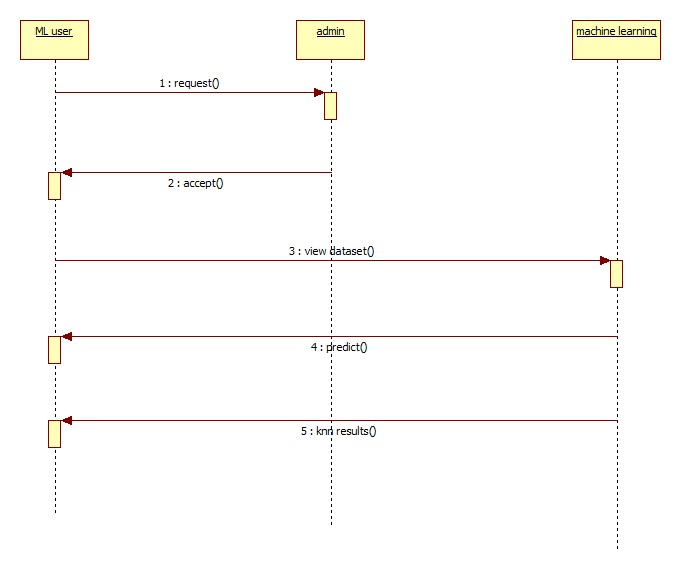 ML user
admin
machine learning
1 : request()
2 : accept()
3 : view dataset()
4 : predict()
5 : knn results()